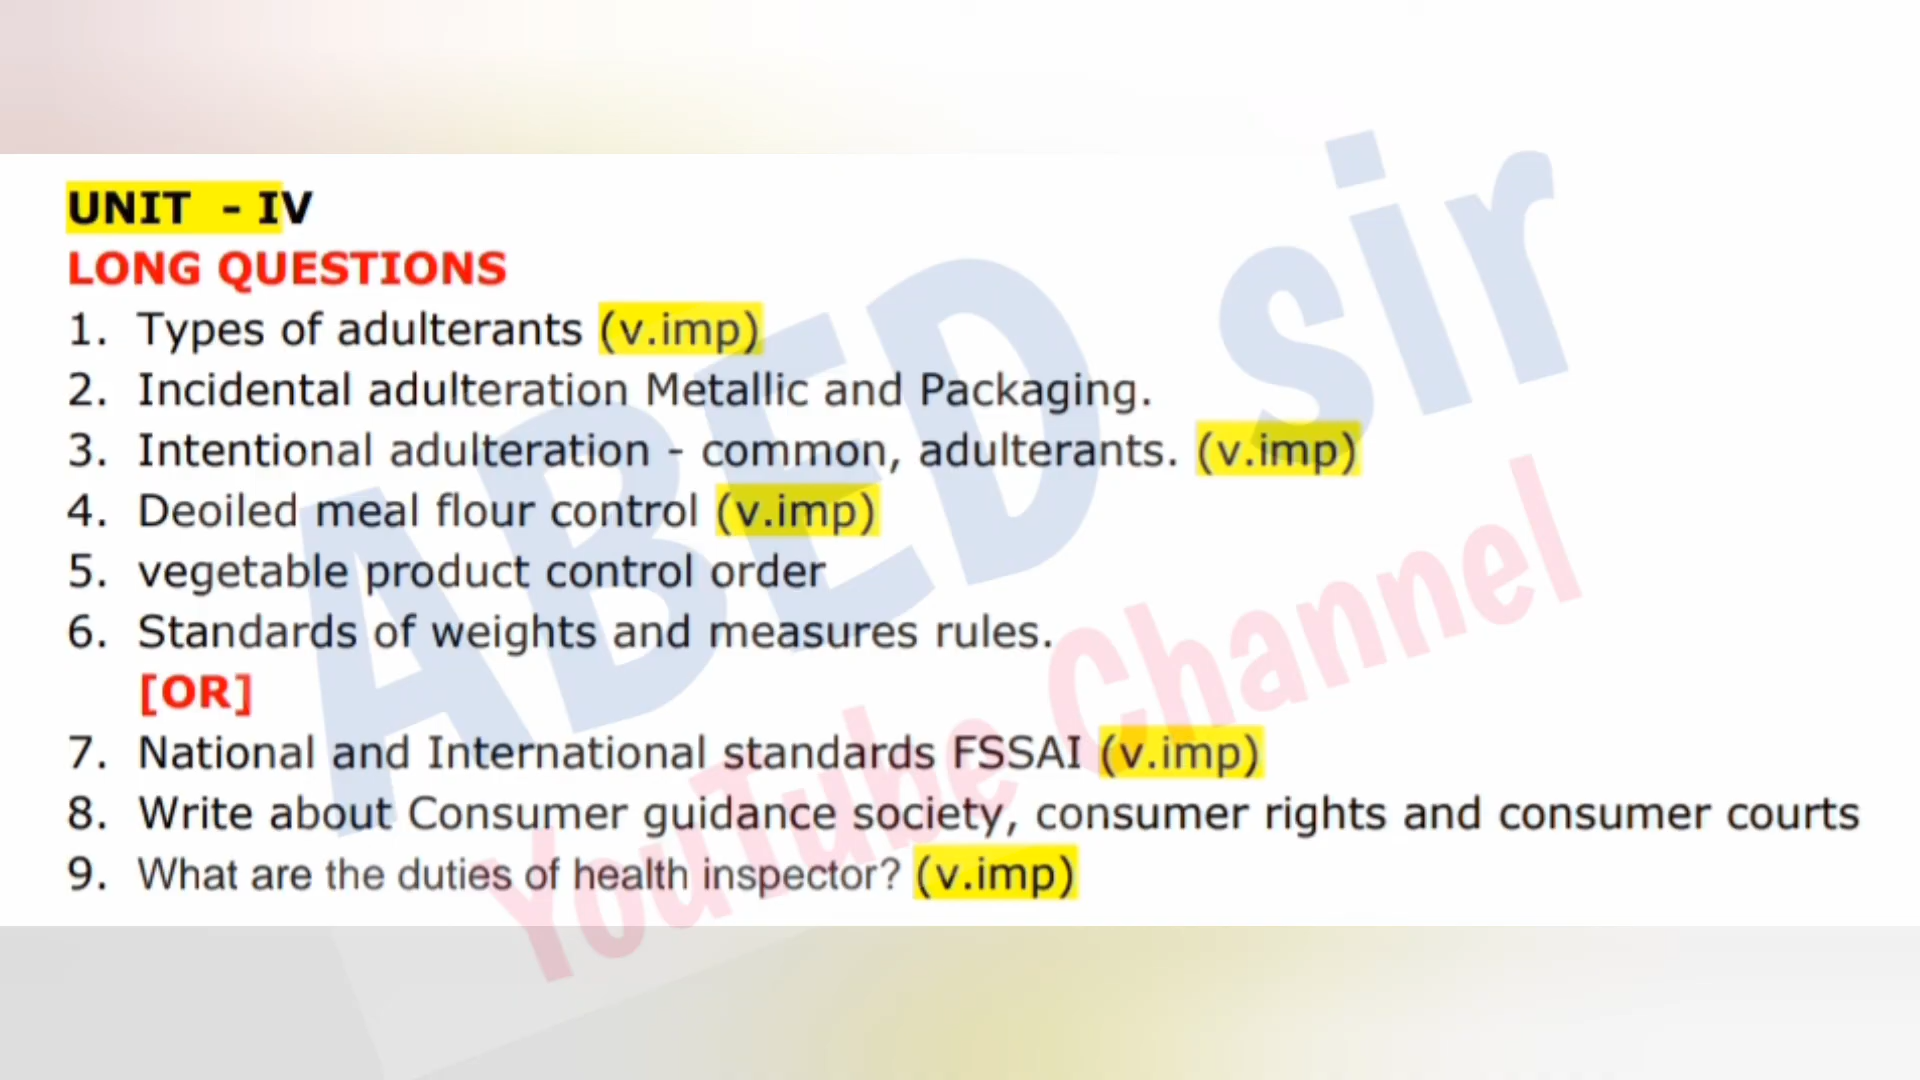 UNIT - IV
LONG QUESTIONS
1. Types of adulterants (v.imp)
2. Incidental adulteration Metallic and Packaging.
3. Intentional adulteration - common, adulterants. (v.imp)
4. Deoiled meal flour control (v.imp)
5. vegetable product control order
6. Standards of weights and measures rules.
[OR]
7. National and International standards FSSAI (v.imp)
8. Write about Consumer guidance society, consumer rights and consumer courts
9. What are the duties of health inspector? (v.imp)
ABED sir
YouTube Channel